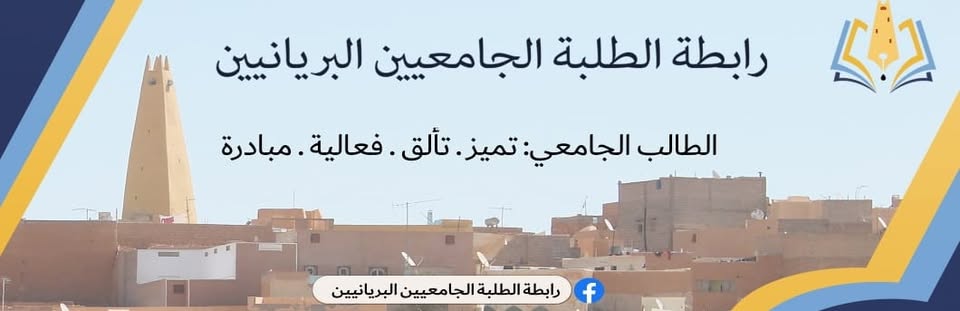 رابطة الطلبة الجامعيين البريانيين
الطالب الجامعي: تميز . تألق . فعالية . مبادرة
رابطة الطلبة الجامعيين البريانيين